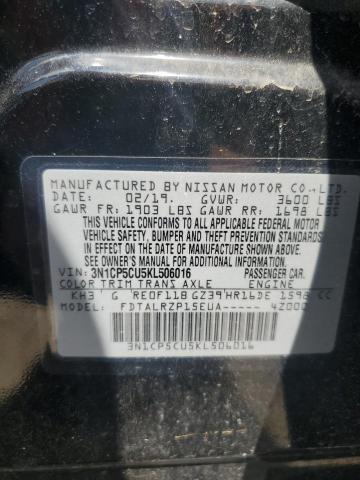 MANUFACTURED BY NISSAN MOTOR CO.,LTD.
DATE: 02/19. GVWR: 3600 LBS
GAWR FR: 1903 LBS GAWR RR: 1698 LBS
THIS VEHICLE CONFORMS TO ALL APPLICABLE FEDERAL MOTOR
VEHICLE SAFETY, BUMPER AND THEFT PREVENTION STANDARDS
IN EFFECT ON THE DATE OF MANUFACTURE SHOWN ABOVE.
SEE OWNERS MANUAL FOR ADDITIONAL INFORMATION
VIN: 3N1CP5CU5KL506016 PASSENGER CAR.
COLOR TRIM TRANS AXLE ENGINE
KH3 G RE0F11B GZ39 HR16DE 1598 CC
MODEL: FDTALRZP15EUA----- 4Z000
3N1CP5CU5KL506016